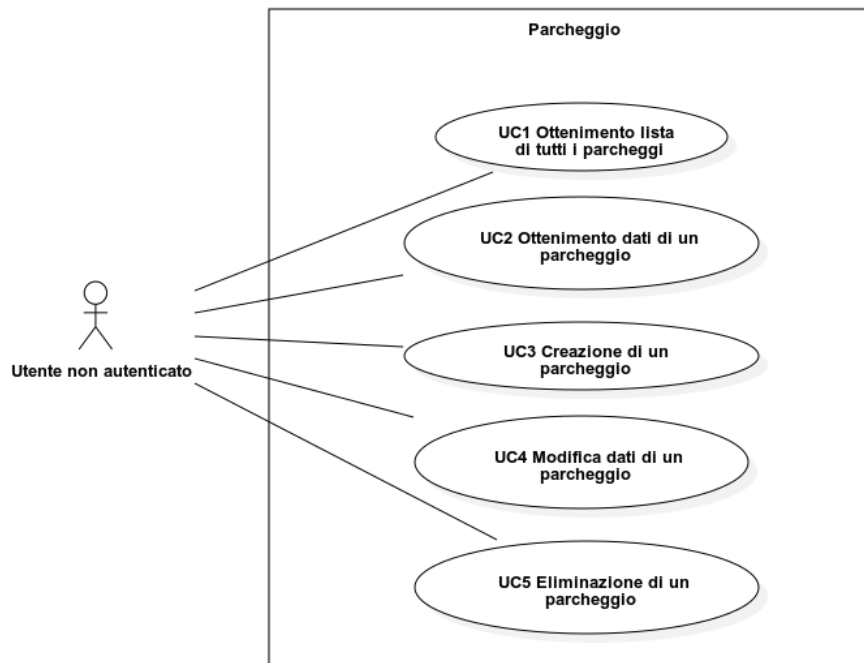 Parcheggio
UC1 Ottenimento lista
di tutti i parcheggi
UC2 Ottenimento dati di un
parcheggio
UC3 Creazione di un
parcheggio
Utente non autenticato
UC4 Modifica dati di un
parcheggio
UC5 Eliminazione di un
parcheggio